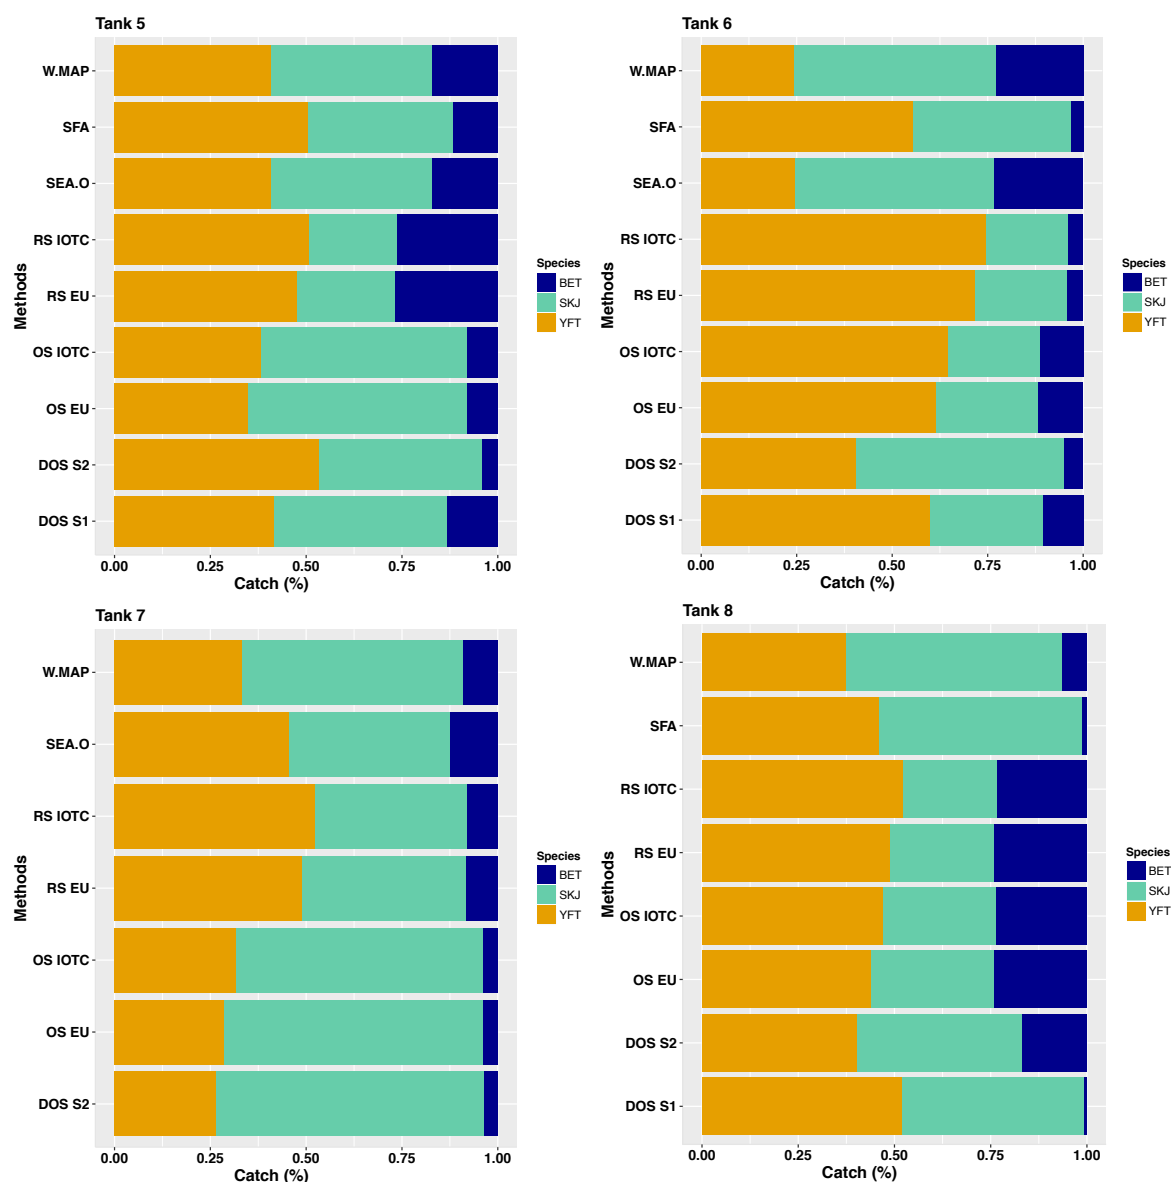 Tank 5
W.MAP
SFA
SEA.O
RS IOTC
RS EU
OS IOTC
OS EU
DOS S2
DOS S1
Methods
0.00 0.25 0.50 0.75 1.00
Catch (%)
Species
BET
SKJ
YFT
Tank 6
W.MAP
SFA
SEA.O
RS IOTC
RS EU
OS IOTC
OS EU
DOS S2
DOS S1
Methods
0.00 0.25 0.50 0.75 1.00
Catch (%)
Species
BET
SKJ
YFT
Tank 7
W.MAP
SEA.O
RS IOTC
RS EU
OS IOTC
OS EU
DOS S2
Methods
0.00 0.25 0.50 0.75 1.00
Catch (%)
Species
BET
SKJ
YFT
Tank 8
W.MAP
SFA
RS IOTC
RS EU
OS IOTC
OS EU
DOS S2
DOS S1
Methods
0.00 0.25 0.50 0.75 1.00
Catch (%)
Species
BET
SKJ
YFT